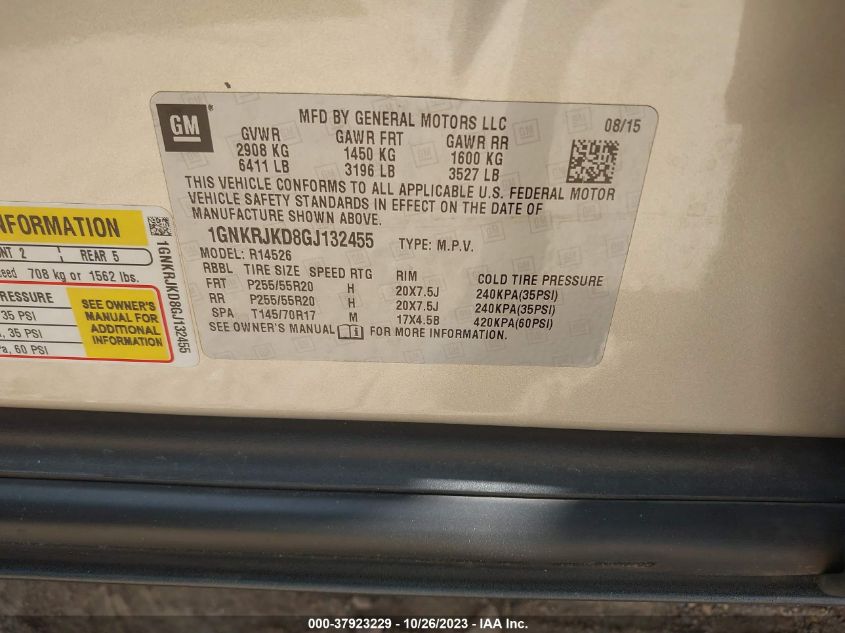 GM
MFD BY GENERAL MOTORS LLC 08/15
GVWR GAWR FRT GAWR RR
2908 KG 1450 KG 1600 KG
6411 LB 3196 LB 3527 LB
THIS VEHICLE CONFORMS TO ALL APPLICABLE U.S. FEDERAL MOTOR
VEHICLE SAFETY STANDARDS IN EFFECT ON THE DATE OF
MANUFACTURE SHOWN ABOVE.
1GNKRJKD8GJ132455 TYPE: M.P.V.
MODEL: R14526
RBBL TIRE SIZE SPEED RTG RIM COLD TIRE PRESSURE
FRT P255/55R20 H 20X7.5J 240KPA(35PSI)
RR P255/55R20 H 20X7.5J 240KPA(35PSI)
SPA T145/70R17 M 17X4.5B 420KPA(60PSI)
SEE OWNER'S MANUAL FOR MORE INFORMATION.
NFORMATION
NT 2 REAR 5
ceed 708 kg or 1562 lbs.
PRESSURE
35 PSI
, 35 PSI
a, 60 PSI
SEE OWNER'S
MANUAL FOR
ADDITIONAL
INFORMATION
1GNKRJKD8GJ132455
000-37923229 - 10/26/2023 - IAA Inc.